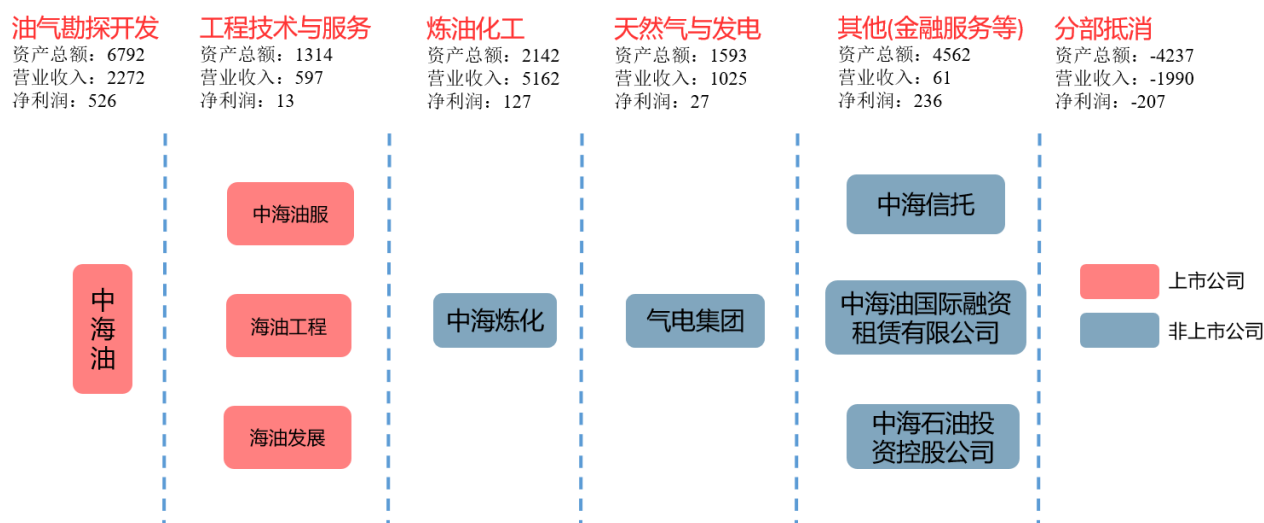 油气勘探开发
资产总额：6792
营业收入：2272
净利润：526
工程技术与服务
资产总额：1314
营业收入：597
净利润：13
炼油化工
资产总额：2142
营业收入：5162
净利润：127
天然气与发电
资产总额：1593
营业收入：1025
净利润：27
其他(金融服务等)
资产总额：4562
营业收入：61
净利润：236
分部抵消
资产总额：-4237
营业收入：-1990
净利润：-207
中
海
油
中海油服
海油工程
海油发展
中海炼化
气电集团
中海信托
中海油国际融资
租赁有限公司
中海石油投
资控股公司
上市公司
非上市公司